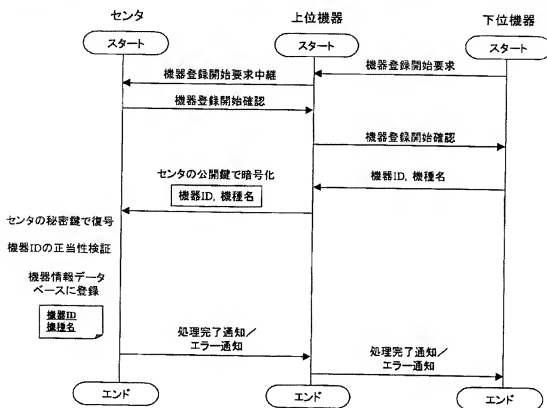 センタ
上位機器
下位機器
スタート
スタート
スタート
機器登録開始要求
機器登録開始要求中継
機器登録開始確認
機器登録開始確認
機器ID, 機種名
センタの公開鍵で暗号化
機器ID, 機種名
センタの秘密鍵で復号
機器IDの正当性検証
機器情報データ
ベースに登録
機器ID
機種名
処理完了通知/
エラー通知
処理完了通知/
エラー通知
エンド
エンド
エンド